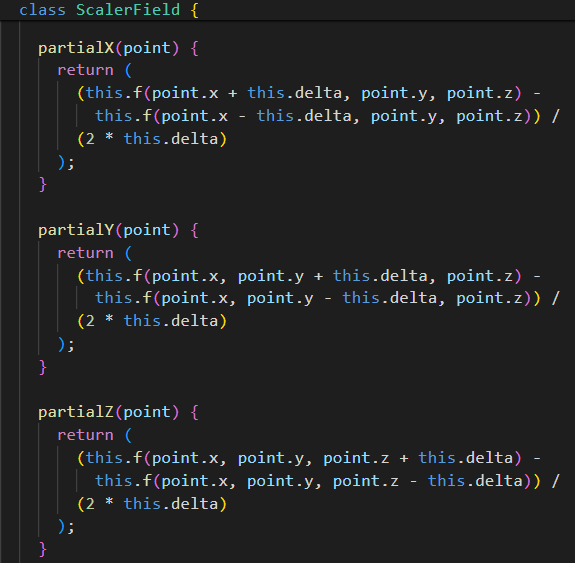 class ScalerField {
partialX(point) {
return (
(this.f(point.x + this.delta, point.y, point.z) -
this.f(point.x - this.delta, point.y, point.z)) /
(2 * this.delta)
);
}
partialY(point) {
return (
(this.f(point.x, point.y + this.delta, point.z) -
this.f(point.x, point.y - this.delta, point.z)) /
(2 * this.delta)
);
}
partialZ(point) {
return (
(this.f(point.x, point.y, point.z + this.delta) -
this.f(point.x, point.y, point.z - this.delta)) /
(2 * this.delta)
);
}